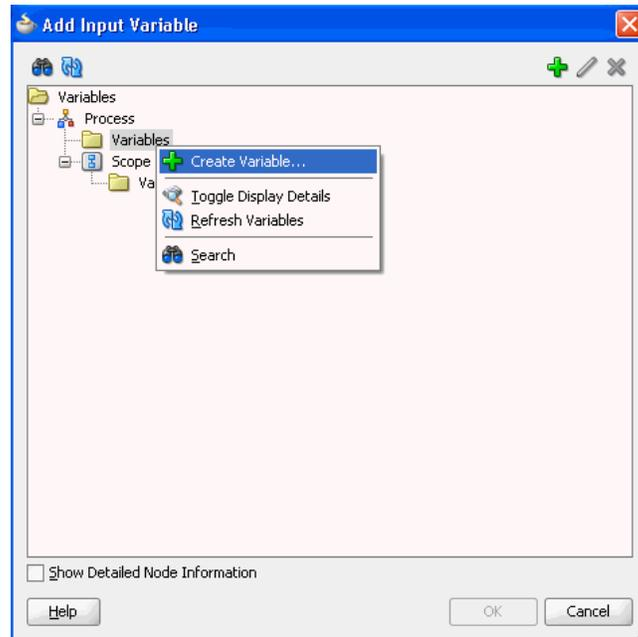 Add Input Variable
Variables
Process
Variables
Scope
Va
Create Variable...
Toggle Display Details
Refresh Variables
Search
Show Detailed Node Information
Help
OK
Cancel